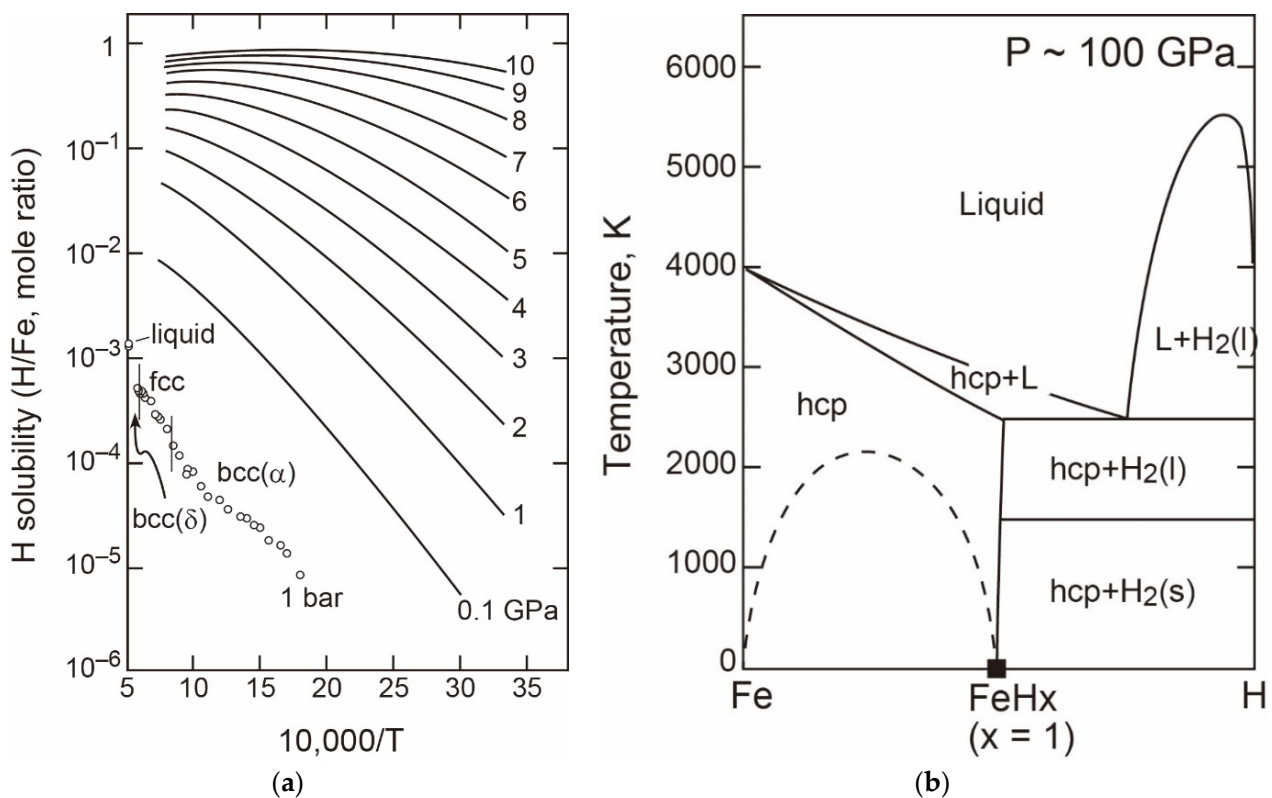 H solubility (H/Fe, mole ratio)
1
10⁻¹
10⁻²
10⁻³
10⁻⁴
10⁻⁵
10⁻⁶
10
9
8
7
6
5
4
3
2
1
0.1 GPa
liquid
fcc
bcc(α)
bcc(δ)
1 bar
5 10 15 20 25 30 35
10,000/T
(a)
P ~ 100 GPa
Temperature, K
6000
5000
4000
3000
2000
1000
0
Liquid
L+H₂(l)
hcp+L
hcp
hcp+H₂(l)
hcp+H₂(s)
Fe FeHx H
(x = 1)
(b)